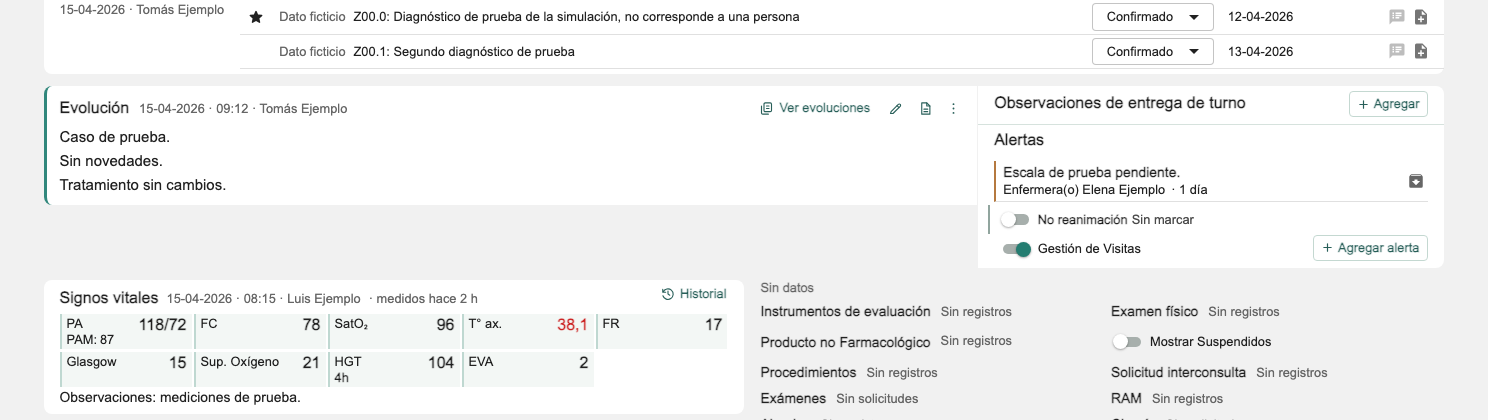 15-04-2026 · Tomás Ejemplo
Dato ficticio Z00.0: Diagnóstico de prueba de la simulación, no corresponde a una persona Confirmado 12-04-2026
Dato ficticio Z00.1: Segundo diagnóstico de prueba Confirmado 13-04-2026
Evolución 15-04-2026 · 09:12 · Tomás Ejemplo Ver evoluciones
Caso de prueba.
Sin novedades.
Tratamiento sin cambios.
Observaciones de entrega de turno + Agregar
Alertas
Escala de prueba pendiente.
Enfermera(o) Elena Ejemplo · 1 día
No reanimación Sin marcar
Gestión de Visitas + Agregar alerta
Signos vitales 15-04-2026 · 08:15 · Luis Ejemplo · medidos hace 2 h Historial
PA 118/72 FC 78 SatO₂ 96 T° ax. 38,1 FR 17
PAM: 87
Glasgow 15 Sup. Oxígeno 21 HGT 104 EVA 2
4h
Observaciones: mediciones de prueba.
Sin datos
Instrumentos de evaluación Sin registros Examen físico Sin registros
Producto no Farmacológico Sin registros Mostrar Suspendidos
Procedimientos Sin registros Solicitud interconsulta Sin registros
Exámenes Sin solicitudes RAM Sin registros